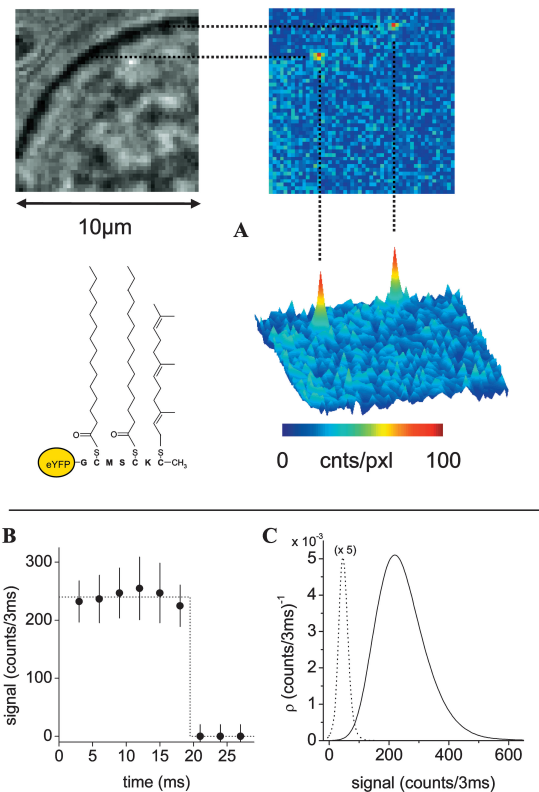 10µm
A
O
S
O
S
S
eYFP
G C M S C K C CH₃
0 cnts/pxl 100
B
signal (counts/3ms)
300
200
100
0
0 5 10 15 20 25
time (ms)
C
x 10⁻³
(x 5)
ρ (counts/3ms)⁻¹
5
4
3
2
1
0
0 200 400 600
signal (counts/3ms)